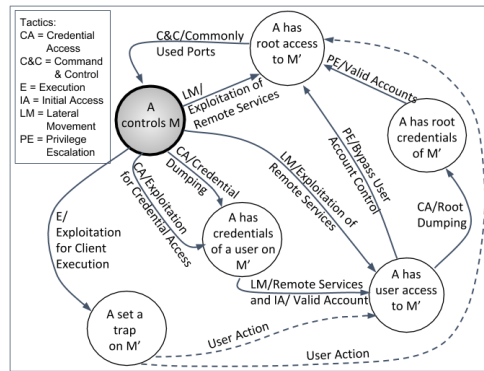 Tactics:
CA = Credential
Access
C&C = Command
& Control
E = Execution
IA = Initial Access
LM = Lateral
Movement
PE = Privilege
Escalation
C&C/Commonly
Used Ports
A has
root access
to M’
PE/Valid Accounts
A
controls M
LM/
Exploitation of
Remote Services
A has root
credentials
of M’
PE/Bypass User
Account Control
CA/Credential
Dumping
CA/Exploitation
for Credential Access
LM/Exploitation of
Remote Services
CA/Root
Dumping
E/
Exploitation
for Client
Execution
A has
credentials
of a user on
M’
LM/Remote Services
and IA/ Valid Account
A has
user access
to M’
A set a
trap
on M’
User Action
User Action